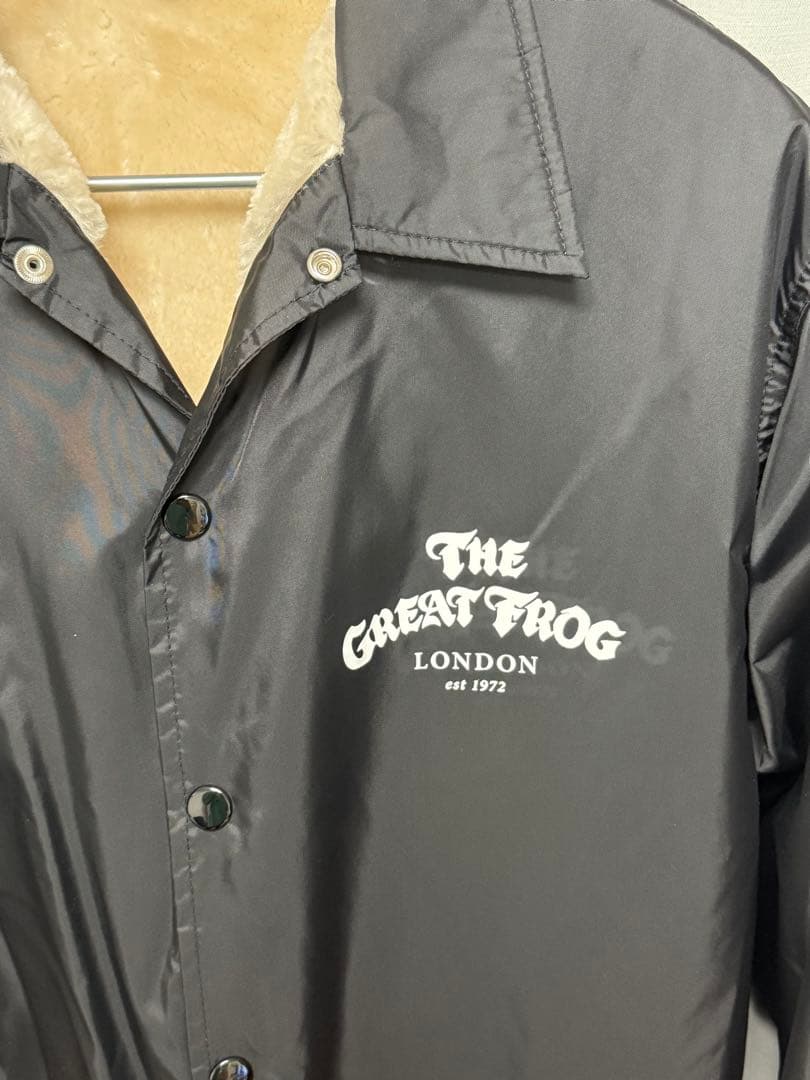 THE
GREAT FROG
LONDON
est 1972